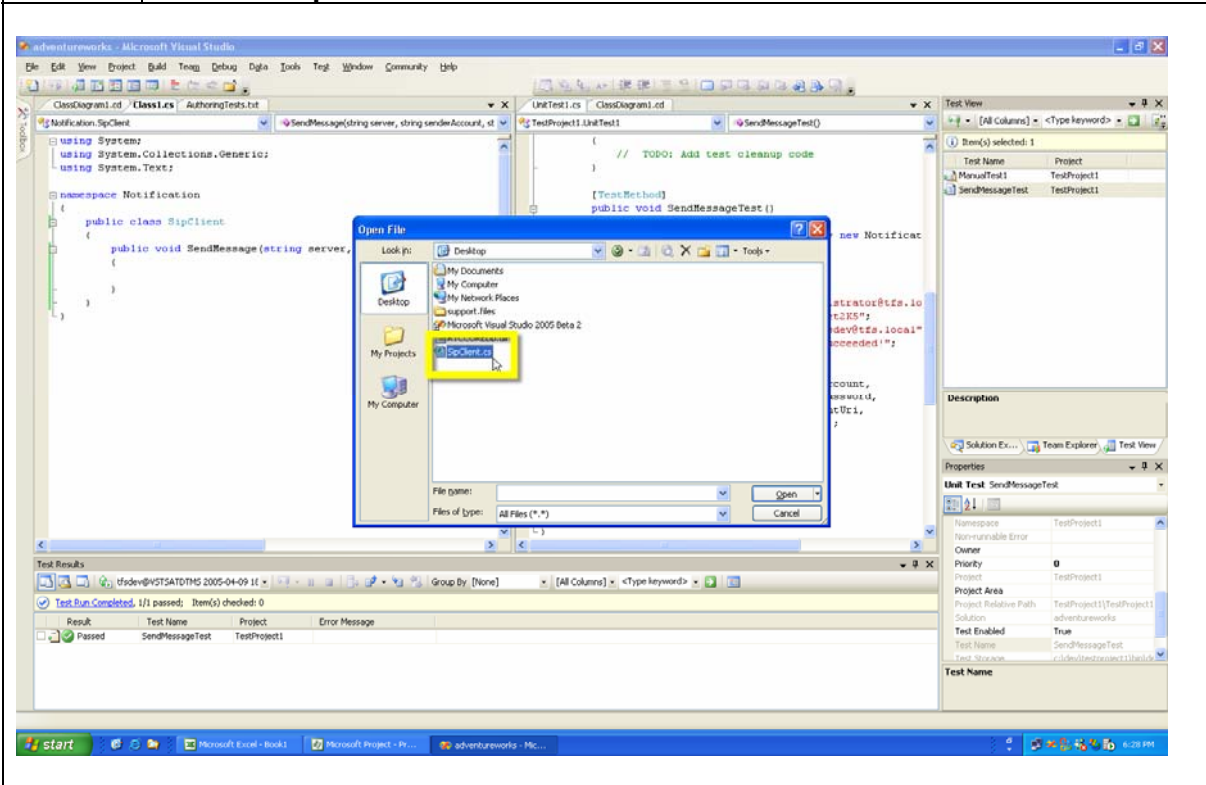 adventureworks - Microsoft Visual Studio
File Edit View Project Build Team Debug Data Tools Test Window Community Help
ClassDiagram1.cd Class1.cs AuthoringTests.txt
Notification.SipClient SendMessage(string server, string senderAccount, st
using System;
using System.Collections.Generic;
using System.Text;
namespace Notification
{
public class SipClient
{
public void SendMessage(string server,
{
}
}
}
Toolbox
UnitTest1.cs ClassDiagram1.cd
TestProject1.UnitTest1 SendMessageTest()
{
// TODO: Add test cleanup code
}
[TestMethod]
public void SendMessageTest()
new Notificat
istrator@tfs.lo
t2K5";
dev@tfs.local"
cceeded!";
count,
ssword,
tUri,
;
}
Open File
Look in: Desktop Tools
Desktop
My Projects
My Computer
My Documents
My Computer
My Network Places
support.files
Microsoft Visual Studio 2005 Beta 2
SipClient.cs
File name: Open
Files of type: All Files (*.*) Cancel
Test View
[All Columns] <Type keyword>
Item(s) selected: 1
Test Name Project
ManualTest1 TestProject1
SendMessageTest TestProject1
Description
Solution Ex... Team Explorer Test View
Properties
Unit Test SendMessageTest
Namespace TestProject1
Non-runnable Error
Owner
Priority 0
Project TestProject1
Project Area
Project Relative Path TestProject1\TestProject1
Solution adventureworks
Test Enabled True
Test Name SendMessageTest
Test Storage
Test Name
Test Results
tfsdev@VSTSATDTMS 2005-04-09 18 Group By [None] [All Columns] <Type keyword>
Test Run Completed, 1/1 passed; Item(s) checked: 0
Result Test Name Project Error Message
Passed SendMessageTest TestProject1
start Microsoft Excel - Book1 Microsoft Project - Pr... adventureworks - Mic... 6:28 PM